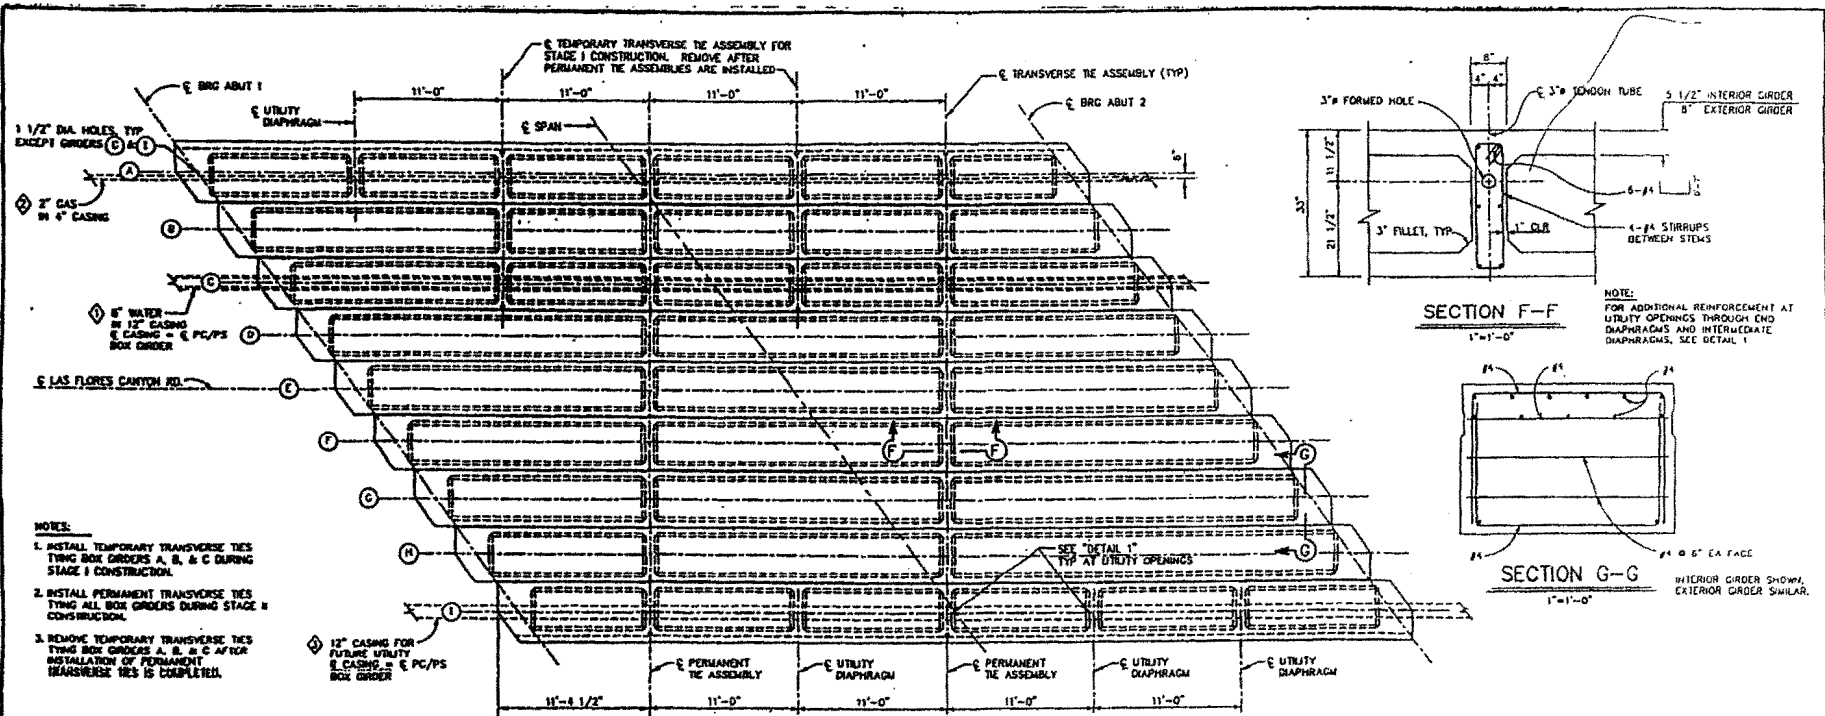 ℄ TEMPORARY TRANSVERSE TIE ASSEMBLY FOR
STAGE I CONSTRUCTION. REMOVE AFTER
PERMANENT TIE ASSEMBLIES ARE INSTALLED
℄ BRG ABUT 1
℄ UTILITY
DIAPHRAGM
11'-0"
11'-0"
11'-0"
11'-0"
℄ TRANSVERSE TIE ASSEMBLY (TYP)
℄ BRG ABUT 2
℄ SPAN
1 1/2" DIA. HOLES, TYP
EXCEPT GIRDERS C & I
A
2 2" GAS
IN 4" CASING
B
C
1 8" WATER
IN 12" CASING
℄ CASING = ℄ PC/PS
BOX GIRDER
D
℄ LAS FLORES CANYON RD.
E
F
F F
G
G
G
H
SEE "DETAIL 1"
TYP AT UTILITY OPENINGS
I
3 12" CASING FOR
FUTURE UTILITY
℄ CASING = ℄ PC/PS
BOX GIRDER
NOTES:
1. INSTALL TEMPORARY TRANSVERSE TIES
TYING BOX GIRDERS A, B, & C DURING
STAGE I CONSTRUCTION.
2. INSTALL PERMANENT TRANSVERSE TIES
TYING ALL BOX GIRDERS DURING STAGE II
CONSTRUCTION.
3. REMOVE TEMPORARY TRANSVERSE TIES
TYING BOX GIRDERS A, B, & C AFTER
INSTALLATION OF PERMANENT
TRANSVERSE TIES IS COMPLETED.
℄ PERMANENT
TIE ASSEMBLY
℄ UTILITY
DIAPHRAGM
℄ PERMANENT
TIE ASSEMBLY
℄ UTILITY
DIAPHRAGM
℄ UTILITY
DIAPHRAGM
11'-4 1/2"
11'-0"
11'-0"
11'-0"
11'-0"
8"
4" 4"
3"ø FORMED HOLE
℄ 3"ø TENDON TUBE
5 1/2" INTERIOR GIRDER
8" EXTERIOR GIRDER
33"
11 1/2"
21 1/2"
6-#4
3" FILLET, TYP
1" CLR
4-#4 STIRRUPS
BETWEEN STEMS
SECTION F-F
1"=1'-0"
NOTE:
FOR ADDITIONAL REINFORCEMENT AT
UTILITY OPENINGS THROUGH END
DIAPHRAGMS AND INTERMEDIATE
DIAPHRAGMS, SEE DETAIL 1
#4 #4 #4
#4
#4 @ 6" EA FACE
SECTION G-G
1"=1'-0"
INTERIOR GIRDER SHOWN,
EXTERIOR GIRDER SIMILAR.